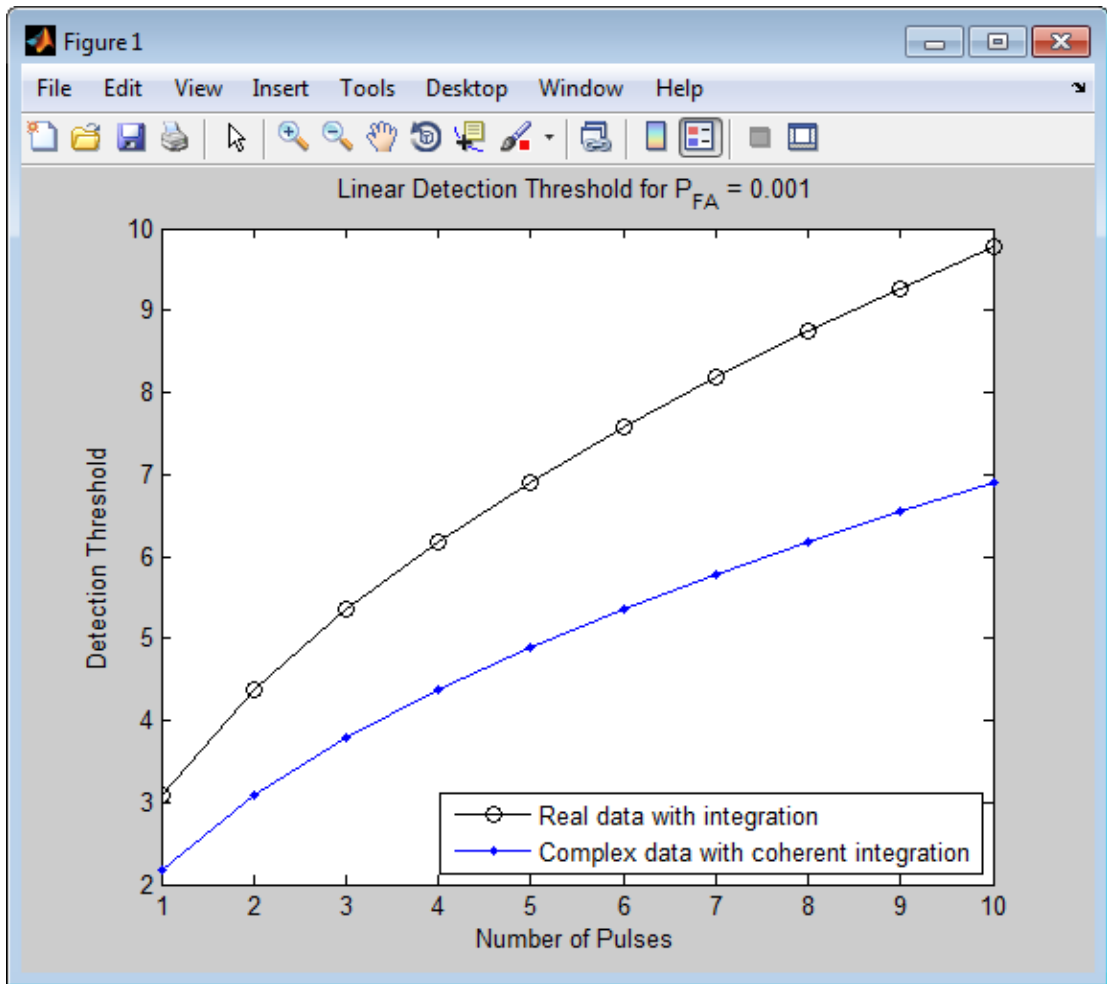 Figure 1
File Edit View Insert Tools Desktop Window Help
Linear Detection Threshold for P_FA = 0.001
10
9
8
7
6
5
4
3
2
Detection Threshold
Real data with integration
Complex data with coherent integration
1 2 3 4 5 6 7 8 9 10
Number of Pulses